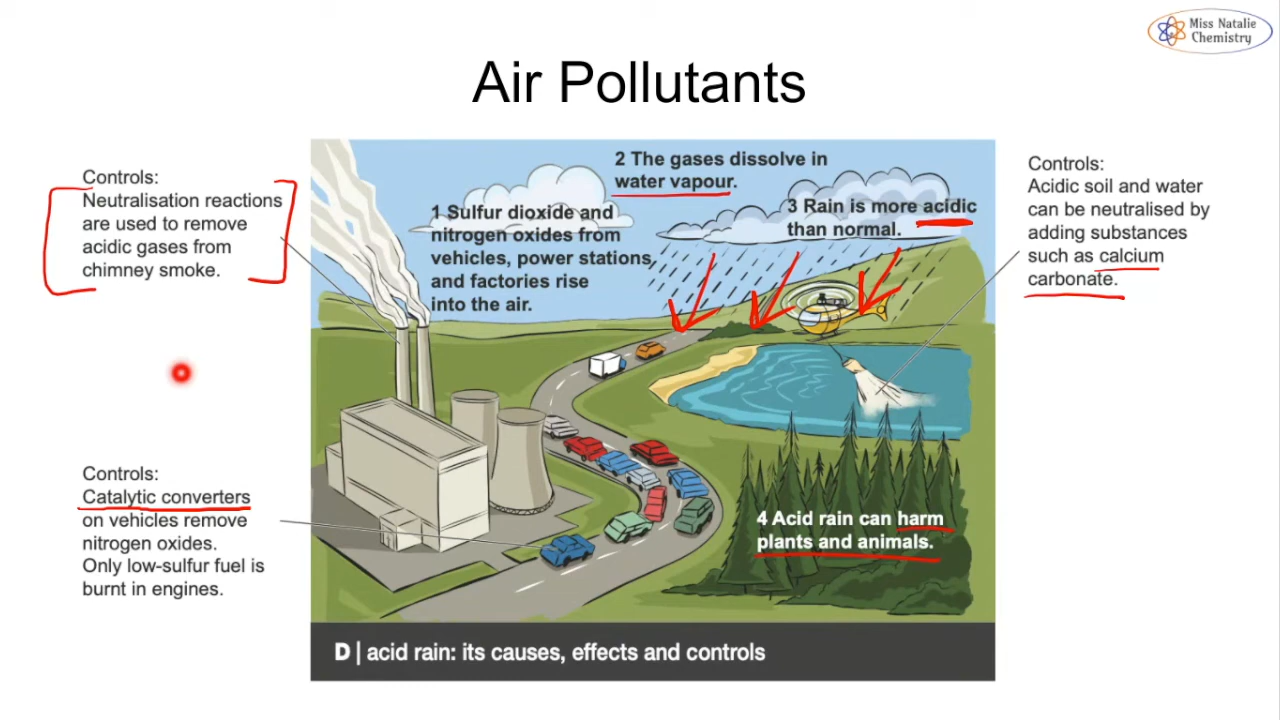 Miss Natalie
Chemistry
Air Pollutants
Controls:
Neutralisation reactions
are used to remove
acidic gases from
chimney smoke.
Controls:
Catalytic converters
on vehicles remove
nitrogen oxides.
Only low-sulfur fuel is
burnt in engines.
1 Sulfur dioxide and
nitrogen oxides from
vehicles, power stations,
and factories rise
into the air.
2 The gases dissolve in
water vapour.
3 Rain is more acidic
than normal.
4 Acid rain can harm
plants and animals.
Controls:
Acidic soil and water
can be neutralised by
adding substances
such as calcium
carbonate.
D | acid rain: its causes, effects and controls